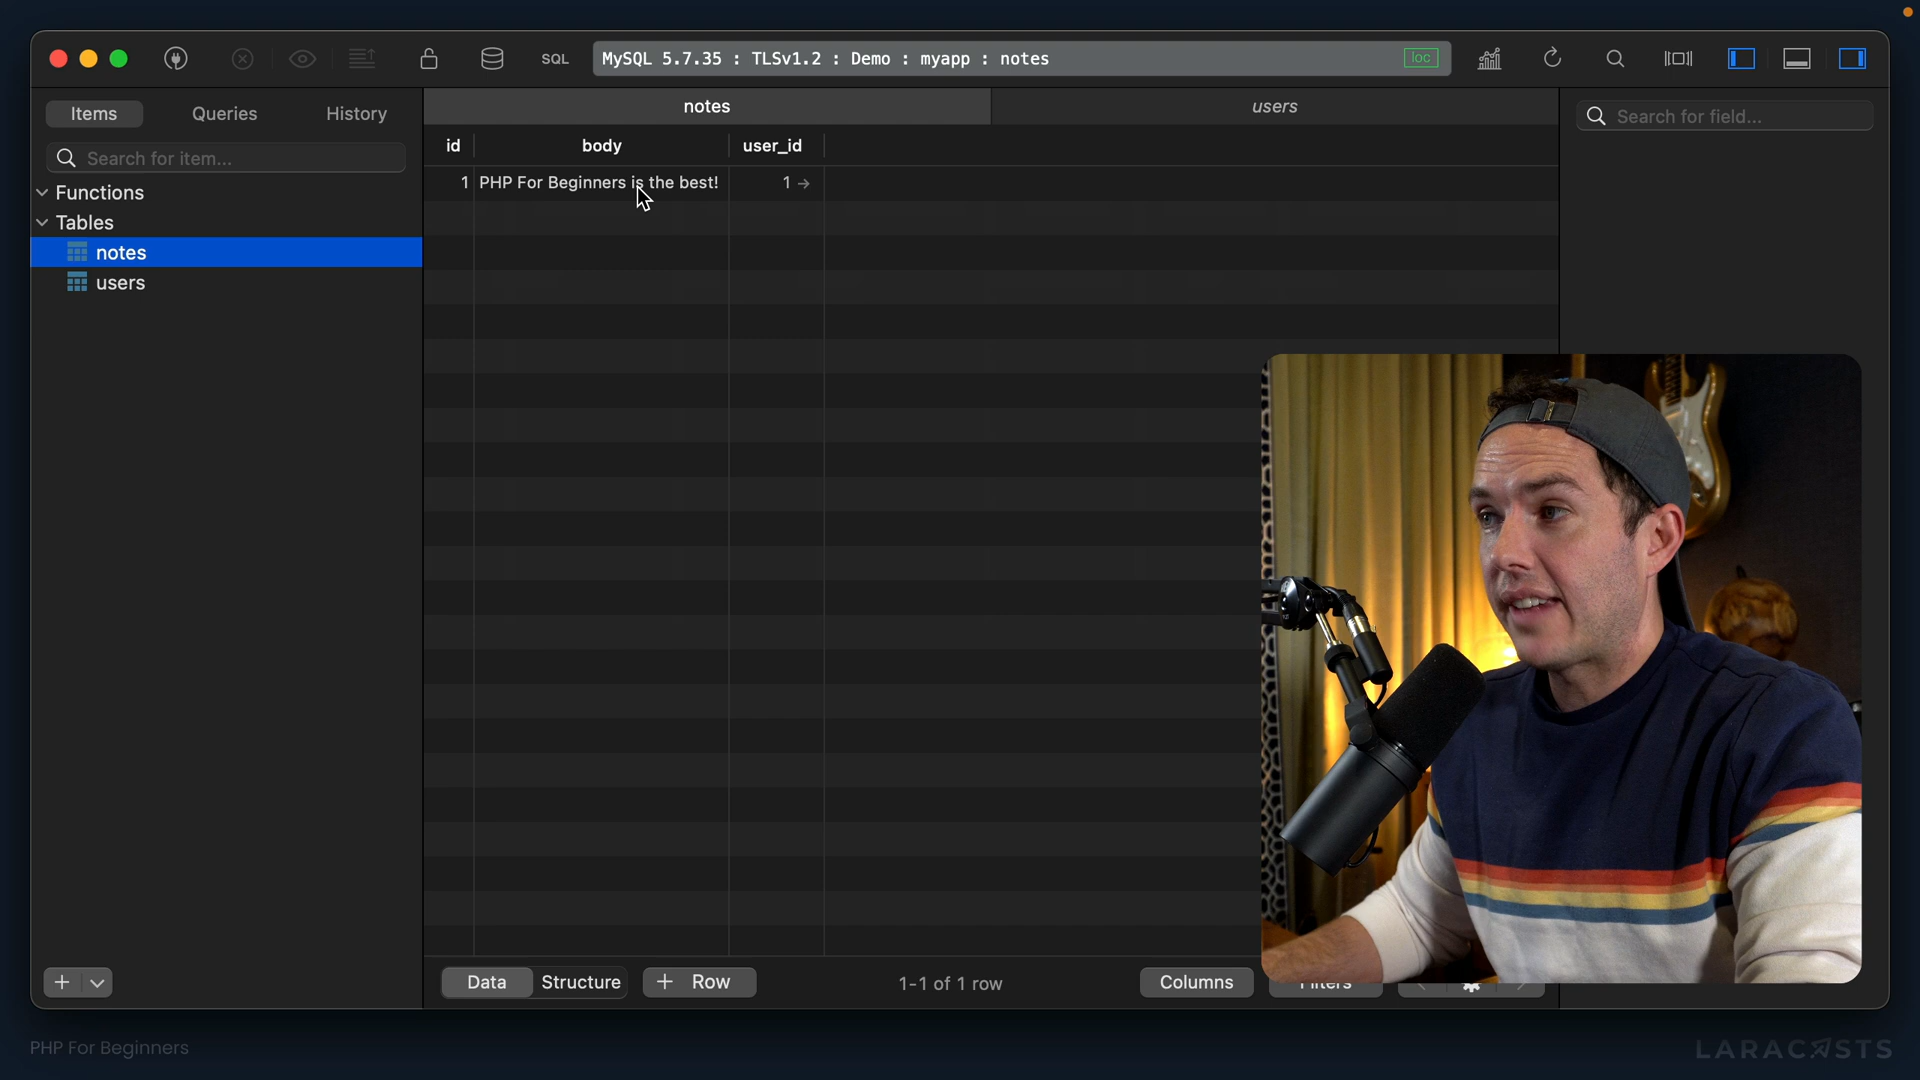 SQL
MySQL 5.7.35 : TLSv1.2 : Demo : myapp : notes
loc
Items
Queries
History
notes
users
Search for field...
id
body
user_id
Search for item...
1
PHP For Beginners is the best!
1 →
Functions
Tables
notes
users
Data
Structure
+ Row
1-1 of 1 row
Columns
Filters
PHP For Beginners
LARACASTS